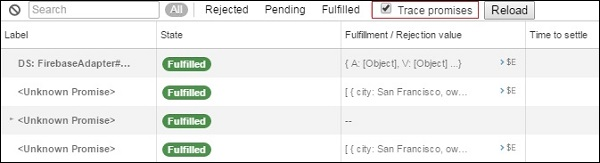 Search All Rejected Pending Fulfilled Trace promises Reload
Label State Fulfillment / Rejection value Time to settle
DS: FirebaseAdapter#... Fulfilled { A: [Object], V: [Object] ...} > $E
<Unknown Promise> Fulfilled [ { city: San Francisco, ow... > $E
<Unknown Promise> Fulfilled --
<Unknown Promise> Fulfilled [ { city: San Francisco, ow... > $E